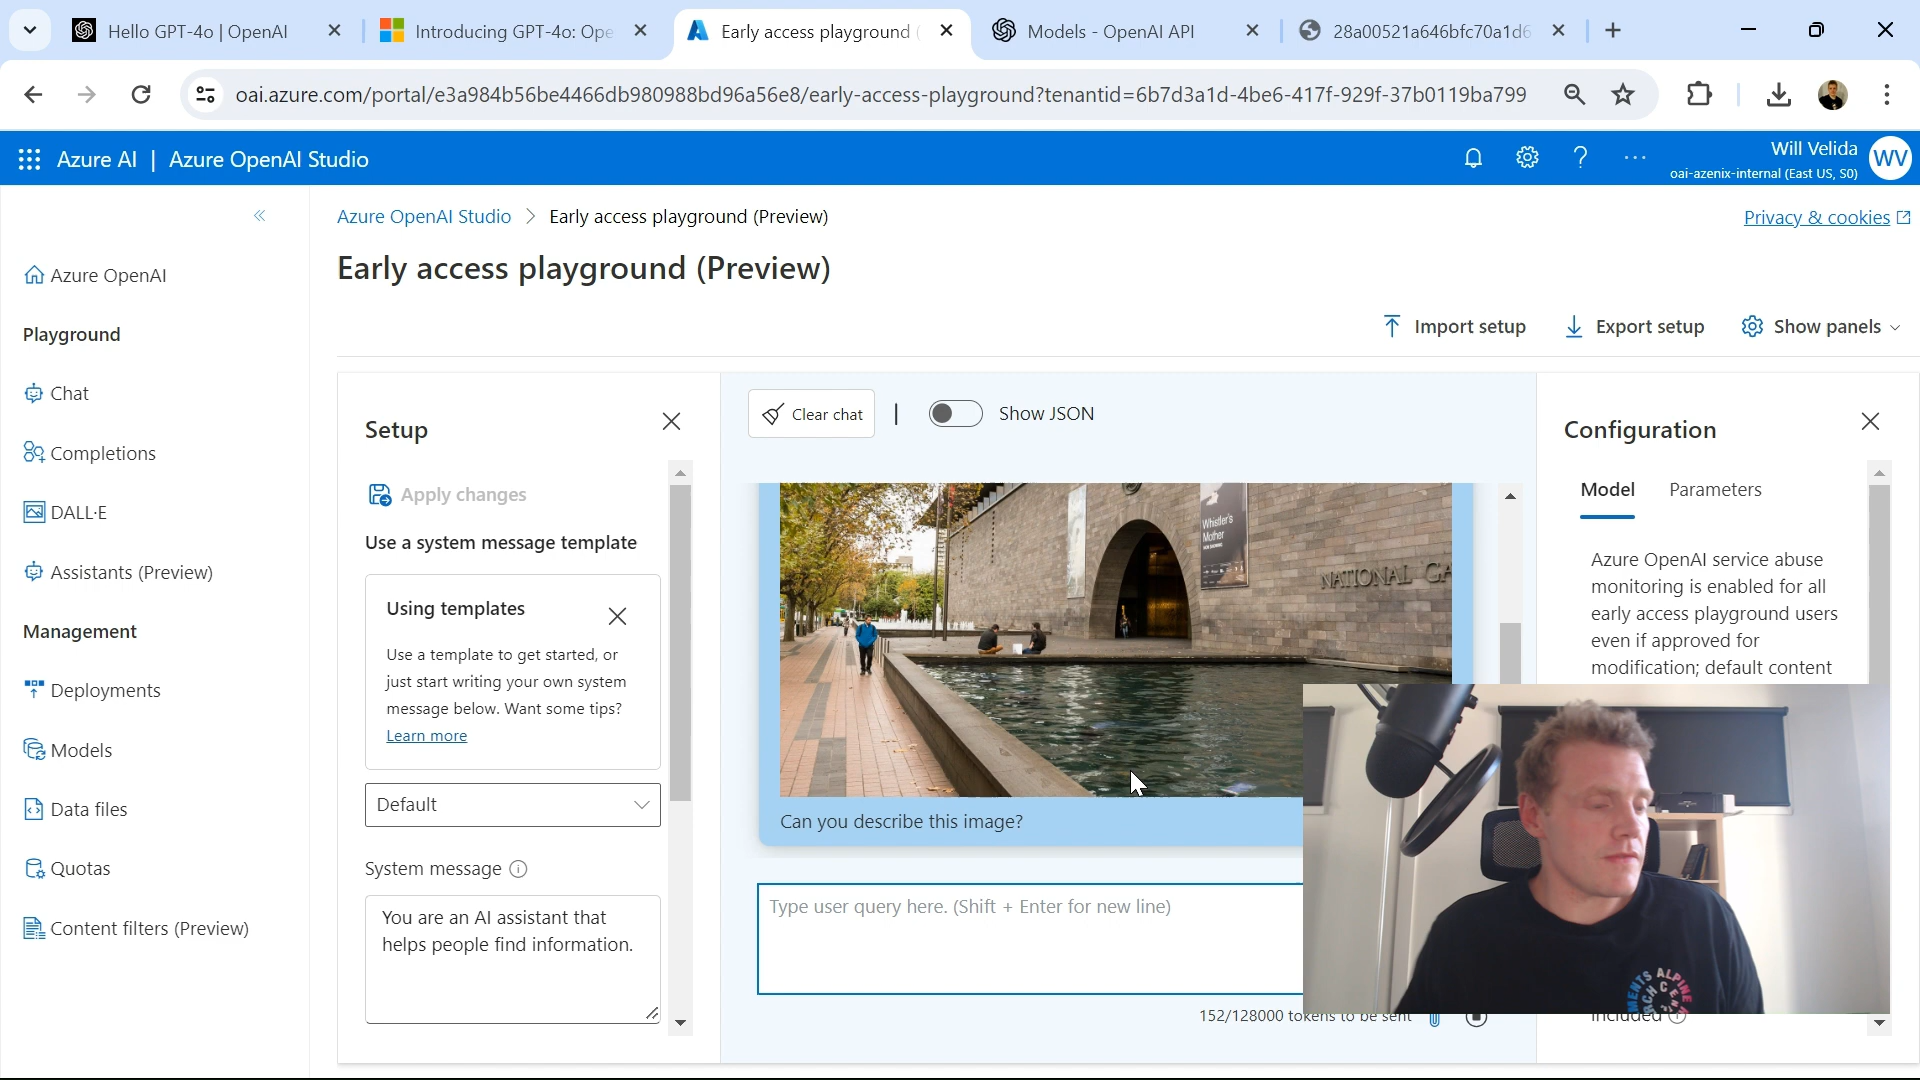 Hello GPT-4o | OpenAI
Introducing GPT-4o: Ope
Early access playground
Models - OpenAI API
28a00521a646bfc70a1d6
oai.azure.com/portal/e3a984b56be4466db980988bd96a56e8/early-access-playground?tenantid=6b7d3a1d-4be6-417f-929f-37b0119ba799
Azure AI | Azure OpenAI Studio
Will Velida
oai-azenix-internal (East US, S0)
WV
Azure OpenAI Studio > Early access playground (Preview)
Privacy & cookies
Early access playground (Preview)
Import setup
Export setup
Show panels
Azure OpenAI
Playground
Chat
Completions
DALL·E
Assistants (Preview)
Management
Deployments
Models
Data files
Quotas
Content filters (Preview)
Setup
Apply changes
Use a system message template
Using templates
Use a template to get started, or
just start writing your own system
message below. Want some tips?
Learn more
Default
System message
You are an AI assistant that
helps people find information.
Clear chat | Show JSON
Whistler's
Mother
NATIONAL GA
Can you describe this image?
Type user query here. (Shift + Enter for new line)
152/128000 tokens to be sent
Configuration
Model
Parameters
Azure OpenAI service abuse
monitoring is enabled for all
early access playground users
even if approved for
modification; default content
included
MENTS ALPINE